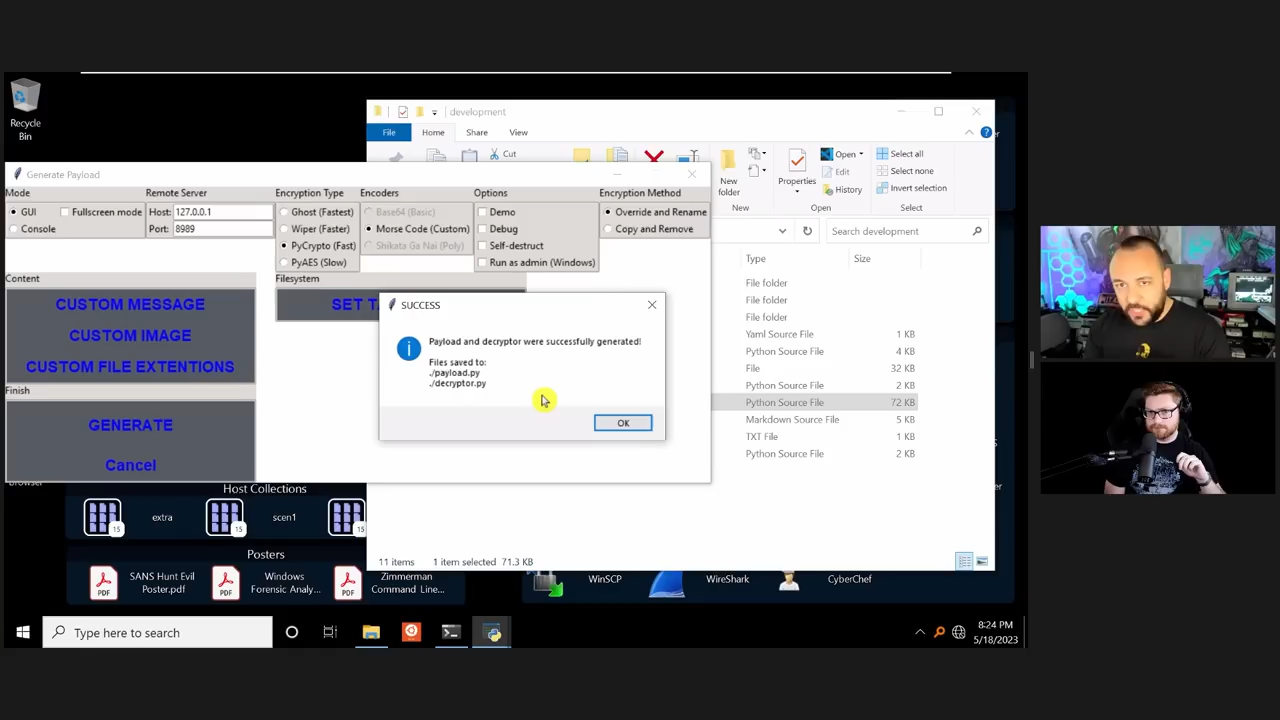 Recycle
Bin
development
File
Home
Share
View
Cut
New
folder
Properties
Open
Edit
History
Select all
Select none
Invert selection
New
Open
Select
Search development
Type
Size
File folder
File folder
File folder
Yaml Source File 1 KB
Python Source File 4 KB
File 32 KB
Python Source File 2 KB
Python Source File 72 KB
Markdown Source File 5 KB
TXT File 1 KB
Python Source File 2 KB
11 items 1 item selected 71.3 KB
Generate Payload
Mode
GUI
Fullscreen mode
Console
Remote Server
Host: 127.0.0.1
Port: 8989
Encryption Type
Ghost (Fastest)
Wiper (Faster)
PyCrypto (Fast)
PyAES (Slow)
Encoders
Base64 (Basic)
Morse Code (Custom)
Shikata Ga Nai (Poly)
Options
Demo
Debug
Self-destruct
Run as admin (Windows)
Encryption Method
Override and Rename
Copy and Remove
Content
CUSTOM MESSAGE
CUSTOM IMAGE
CUSTOM FILE EXTENTIONS
Filesystem
SET T
Finish
GENERATE
Cancel
SUCCESS
Payload and decryptor were successfully generated!
Files saved to:
./payload.py
./decryptor.py
OK
Host Collections
15
extra
15
scen1
15
Posters
SANS Hunt Evil
Poster.pdf
Windows
Forensic Analy...
Zimmerman
Command Line...
PDF
PDF
PDF
WinSCP
WireShark
CyberChef
Type here to search
8:24 PM
5/18/2023